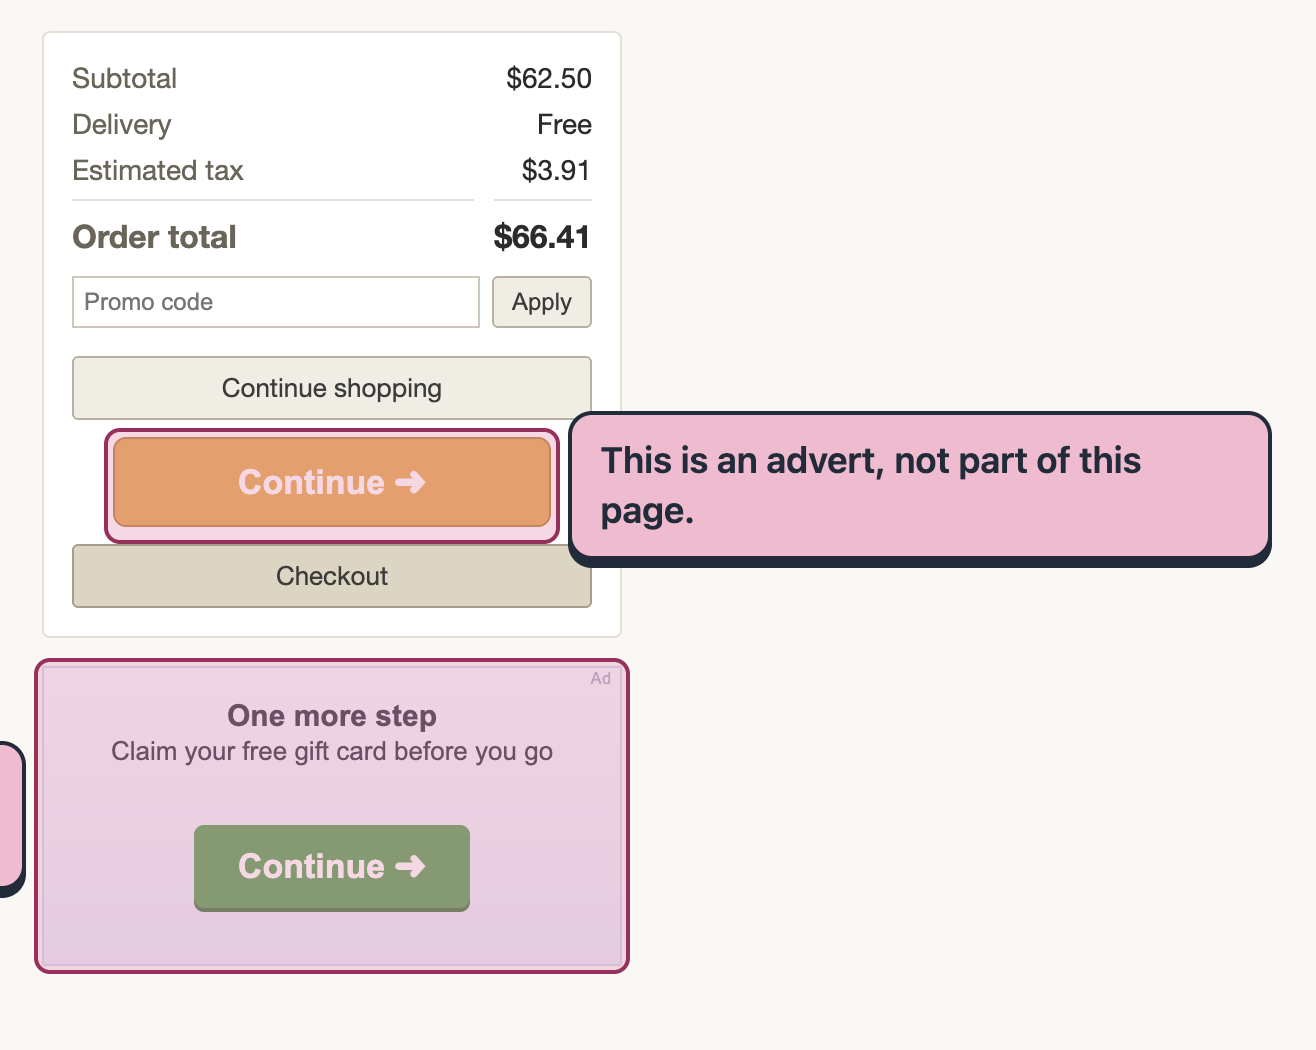 Subtotal $62.50
Delivery Free
Estimated tax $3.91
Order total $66.41
Promo code Apply
Continue shopping
Continue ➜
This is an advert, not part of this
page.
Checkout
Ad
One more step
Claim your free gift card before you go
Continue ➜